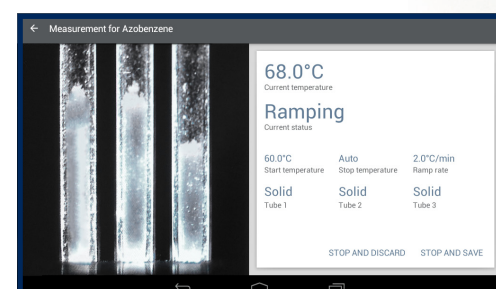 Measurement for Azobenzene
68.0°C
Current temperature
Ramping
Current status
60.0°C Auto 2.0°C/min
Start temperature Stop temperature Ramp rate
Solid Solid Solid
Tube 1 Tube 2 Tube 3
STOP AND DISCARD STOP AND SAVE